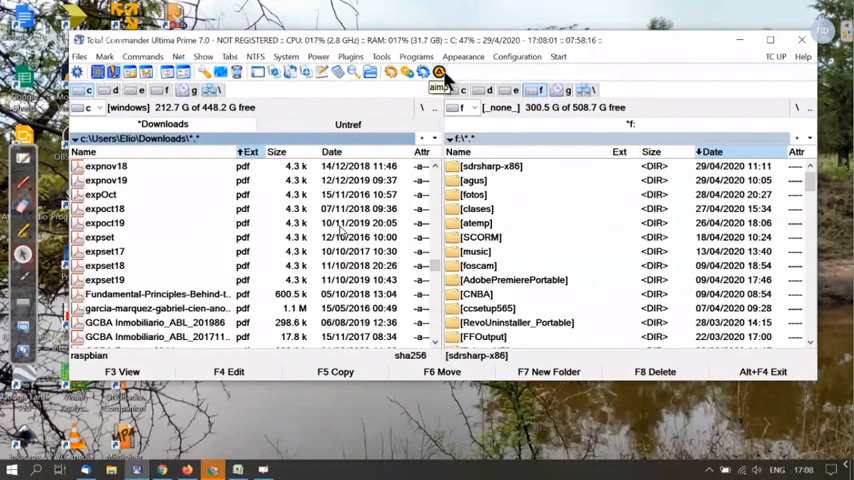 Total Commander Ultima Prime 7.0 - NOT REGISTERED :: CPU: 017% (2.8 GHz) :: RAM: 017% (31.7 G) :: C: 47% :: 29/4/2020 - 17:08:01 :: 07:58:16 ::
TiD
Files Mark Commands Net Show Tabs NTFS System Power Plugins Tools Programs Appearance Configuration Start TC UP Help
aimp
c d e f g \
c d e f g \
c [windows] 212.7 G of 448.2 G free \ ..
f [_none_] 300.5 G of 508.7 G free \ ..
*Downloads Untref
*f:
c:\Users\Elio\Downloads\*.*
f:\*.*
Name Ext Size Date Attr
expnov18 pdf 4.3 k 14/12/2018 11:46 -a--
expnov19 pdf 4.3 k 12/12/2019 09:37 -a--
expOct pdf 4.3 k 15/11/2016 10:57 -a--
expoct18 pdf 4.3 k 07/11/2018 09:36 -a--
expoct19 pdf 4.3 k 10/11/2019 20:05 -a--
expset pdf 4.3 k 12/10/2016 10:00 -a--
expset17 pdf 4.3 k 10/10/2017 10:30 -a--
expset18 pdf 4.3 k 11/10/2018 20:26 -a--
expset19 pdf 4.3 k 11/10/2019 10:43 -a--
Fundamental-Principles-Behind-t.. pdf 600.5 k 05/10/2018 13:04 -a--
garcia-marquez-gabriel-cien-ano.. pdf 1.1 M 15/05/2016 00:49 -a--
GCBA Inmobiliario_ABL_201986 pdf 298.6 k 06/08/2019 12:36 -a--
GCBA Inmobiliario_ABL_201711.. pdf 17.8 k 15/11/2017 08:34 -a--
raspbian sha256
Name Ext Size Date Attr
[sdrsharp-x86] <DIR> 29/04/2020 11:11 ----
[agus] <DIR> 29/04/2020 10:05 ----
[fotos] <DIR> 28/04/2020 20:27 ----
[clases] <DIR> 27/04/2020 15:34 ----
[atemp] <DIR> 26/04/2020 18:06 ----
[SCORM] <DIR> 18/04/2020 10:24 ----
[music] <DIR> 13/04/2020 12:06 ----
[foscam] <DIR> 09/04/2020 18:54 ----
[AdobePremierePortable] <DIR> 09/04/2020 14:14 ----
[CNBA] <DIR> 09/04/2020 08:54 ----
[ccsetup565] <DIR> 07/04/2020 09:28 ----
[RevoUninstaller_Portable] <DIR> 28/03/2020 14:15 ----
[FFOutput] <DIR> 22/03/2020 17:00 ----
[sdrsharp-x86]
F3 View F4 Edit F5 Copy F6 Move F7 New Folder F8 Delete Alt+F4 Exit
ENG 17:08